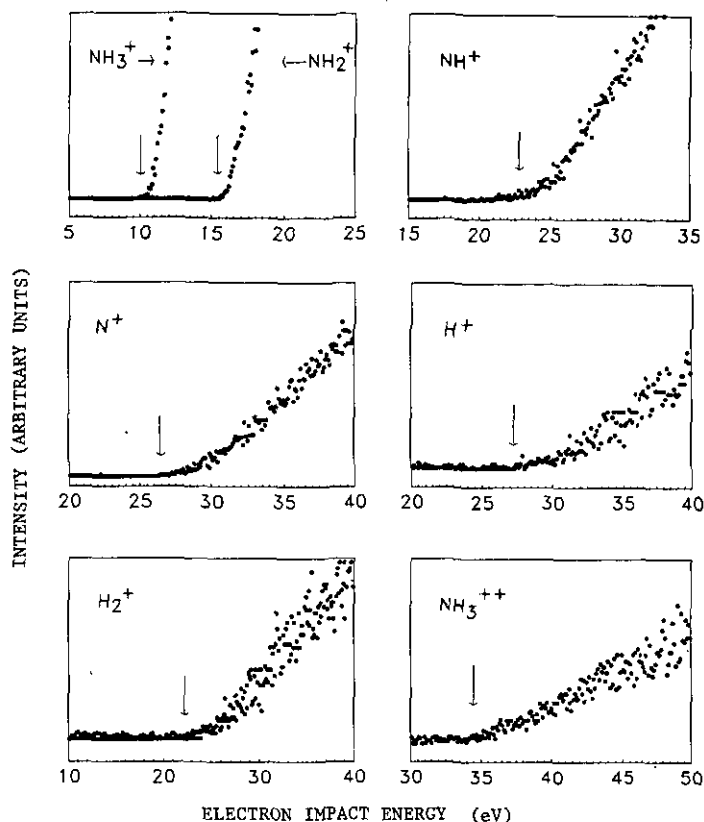 NH3+ → ←NH2+
5 10 15 20 25
NH+
15 20 25 30 35
N+
20 25 30 35 40
H+
20 25 30 35 40
H2+
10 20 30 40
NH3++
30 35 40 45 50
INTENSITY (ARBITRARY UNITS)
ELECTRON IMPACT ENERGY (eV)